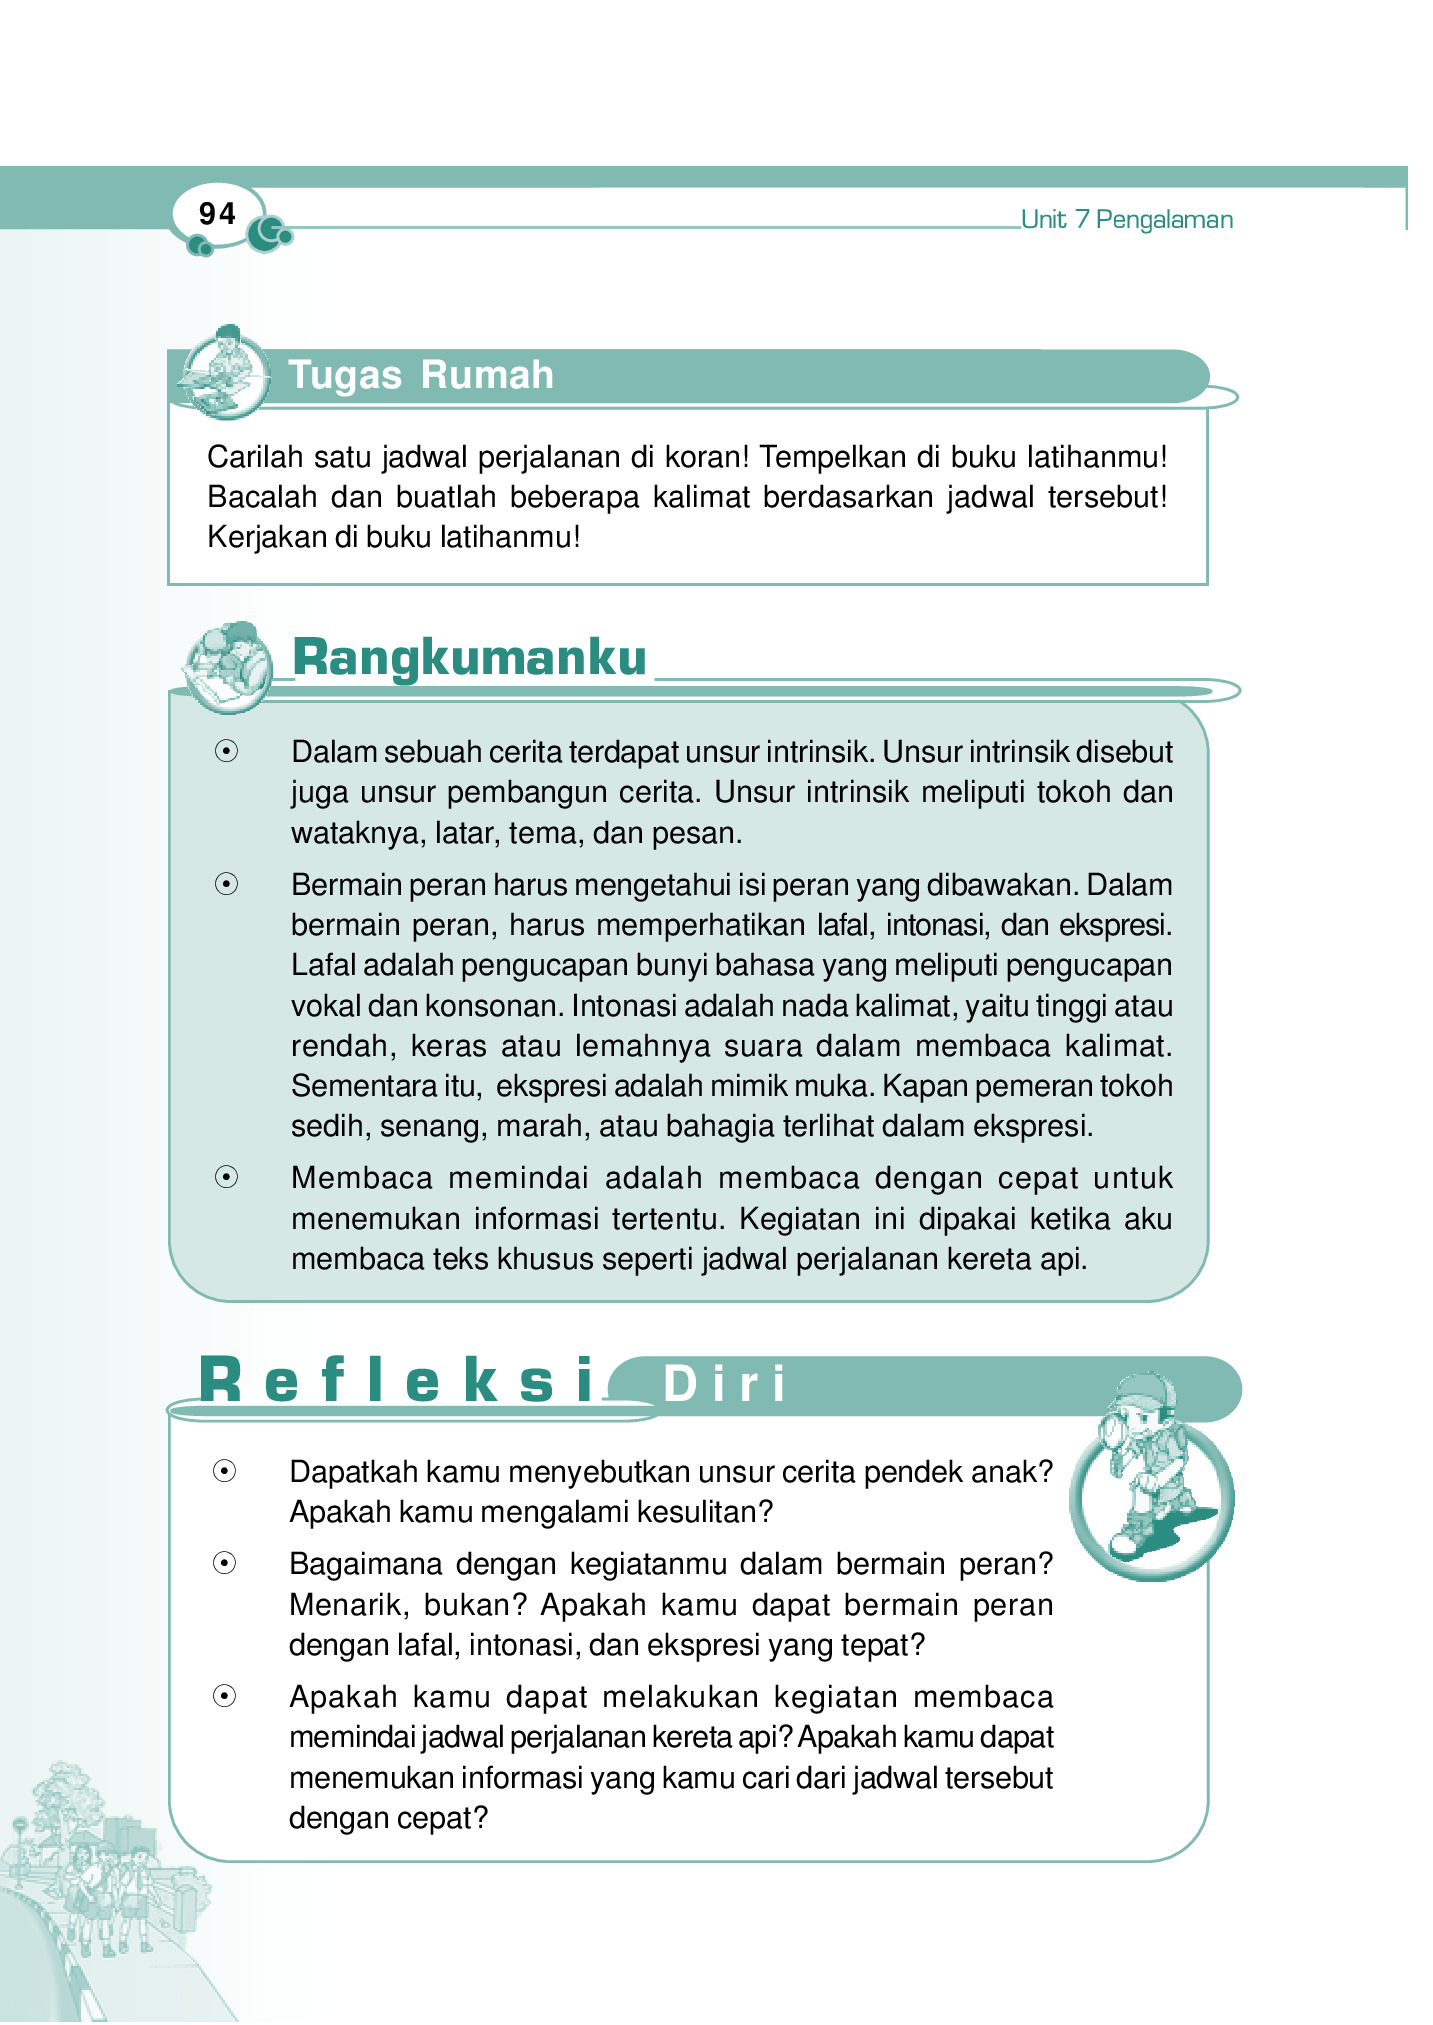 94
Unit 7 Pengalaman
Tugas Rumah
Carilah satu jadwal perjalanan di koran! Tempelkan di buku latihanmu!
Bacalah dan buatlah beberapa kalimat berdasarkan jadwal tersebut!
Kerjakan di buku latihanmu!
Rangkumanku
Dalam sebuah cerita terdapat unsur intrinsik. Unsur intrinsik disebut
juga unsur pembangun cerita. Unsur intrinsik meliputi tokoh dan
wataknya, latar, tema, dan pesan.
Bermain peran harus mengetahui isi peran yang dibawakan. Dalam
bermain peran, harus memperhatikan lafal, intonasi, dan ekspresi.
Lafal adalah pengucapan bunyi bahasa yang meliputi pengucapan
vokal dan konsonan. Intonasi adalah nada kalimat, yaitu tinggi atau
rendah, keras atau lemahnya suara dalam membaca kalimat.
Sementara itu, ekspresi adalah mimik muka. Kapan pemeran tokoh
sedih, senang, marah, atau bahagia terlihat dalam ekspresi.
Membaca memindai adalah membaca dengan cepat untuk
menemukan informasi tertentu. Kegiatan ini dipakai ketika aku
membaca teks khusus seperti jadwal perjalanan kereta api.
Refleksi Diri
Dapatkah kamu menyebutkan unsur cerita pendek anak?
Apakah kamu mengalami kesulitan?
Bagaimana dengan kegiatanmu dalam bermain peran?
Menarik, bukan? Apakah kamu dapat bermain peran
dengan lafal, intonasi, dan ekspresi yang tepat?
Apakah kamu dapat melakukan kegiatan membaca
memindai jadwal perjalanan kereta api? Apakah kamu dapat
menemukan informasi yang kamu cari dari jadwal tersebut
dengan cepat?